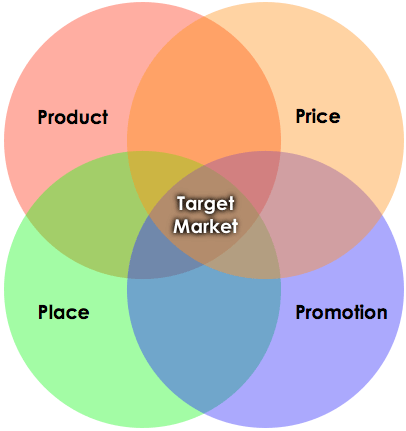 Product
Price
Target
Market
Place
Promotion